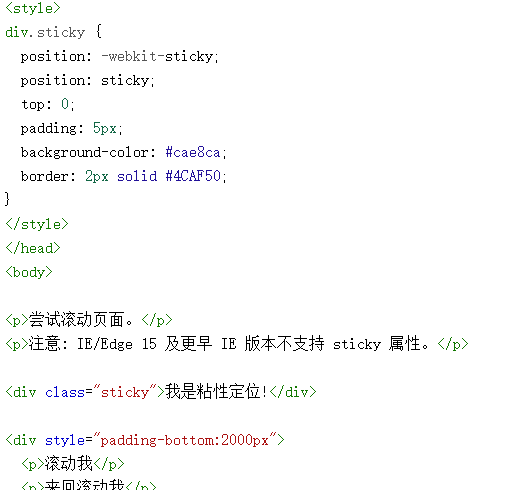 <style>
div.sticky {
  position: -webkit-sticky;
  position: sticky;
  top: 0;
  padding: 5px;
  background-color: #cae8ca;
  border: 2px solid #4CAF50;
}
</style>
</head>
<body>
<p>尝试滚动页面。</p>
<p>注意: IE/Edge 15 及更早 IE 版本不支持 sticky 属性。</p>
<div class="sticky">我是粘性定位!</div>
<div style="padding-bottom:2000px">
  <p>滚动我</p>
  <p>来回滚动我</p>